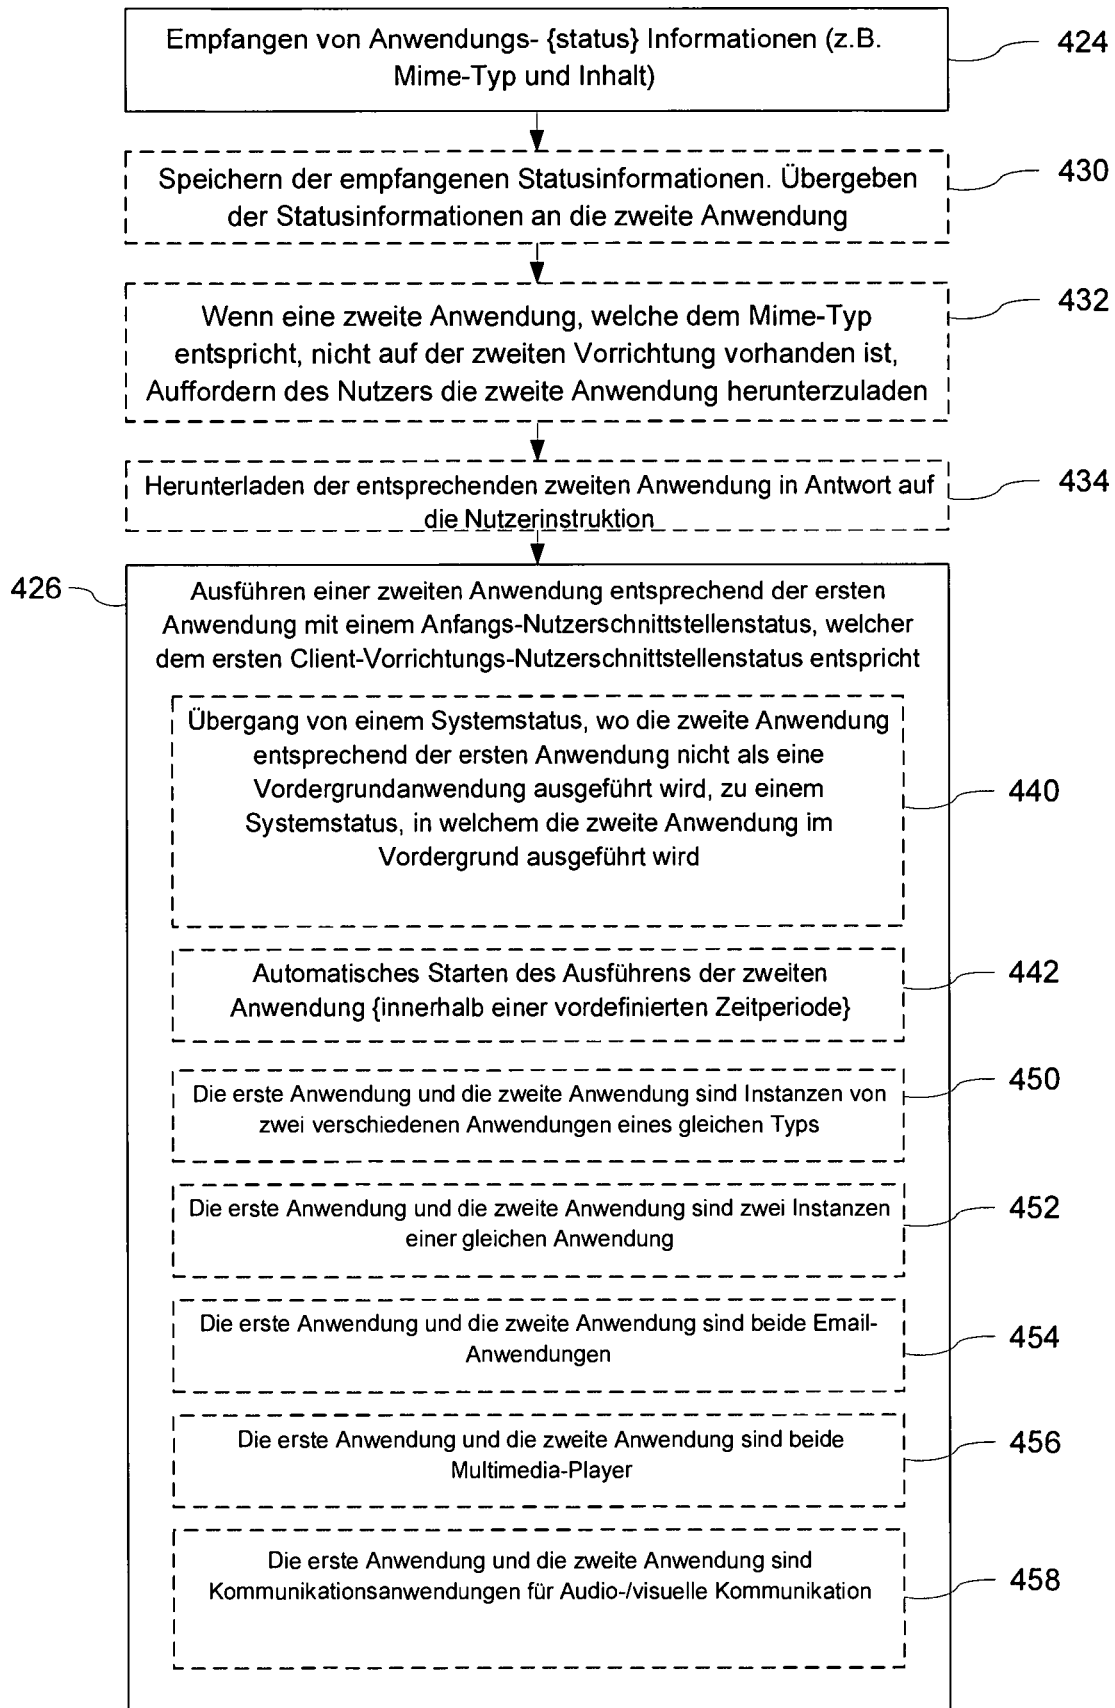 Empfangen von Anwendungs- {status} Informationen (z.B.
Mime-Typ und Inhalt)
424
Speichern der empfangenen Statusinformationen. Übergeben
der Statusinformationen an die zweite Anwendung
430
Wenn eine zweite Anwendung, welche dem Mime-Typ
entspricht, nicht auf der zweiten Vorrichtung vorhanden ist,
Auffordern des Nutzers die zweite Anwendung herunterzuladen
432
Herunterladen der entsprechenden zweiten Anwendung in Antwort auf
die Nutzerinstruktion
434
426
Ausführen einer zweiten Anwendung entsprechend der ersten
Anwendung mit einem Anfangs-Nutzerschnittstellenstatus, welcher
dem ersten Client-Vorrichtungs-Nutzerschnittstellenstatus entspricht
Übergang von einem Systemstatus, wo die zweite Anwendung
entsprechend der ersten Anwendung nicht als eine
Vordergrundanwendung ausgeführt wird, zu einem
Systemstatus, in welchem die zweite Anwendung im
Vordergrund ausgeführt wird
440
Automatisches Starten des Ausführens der zweiten
Anwendung {innerhalb einer vordefinierten Zeitperiode}
442
Die erste Anwendung und die zweite Anwendung sind Instanzen von
zwei verschiedenen Anwendungen eines gleichen Typs
450
Die erste Anwendung und die zweite Anwendung sind zwei Instanzen
einer gleichen Anwendung
452
Die erste Anwendung und die zweite Anwendung sind beide Email-
Anwendungen
454
Die erste Anwendung und die zweite Anwendung sind beide
Multimedia-Player
456
Die erste Anwendung und die zweite Anwendung sind
Kommunikationsanwendungen für Audio-/visuelle Kommunikation
458